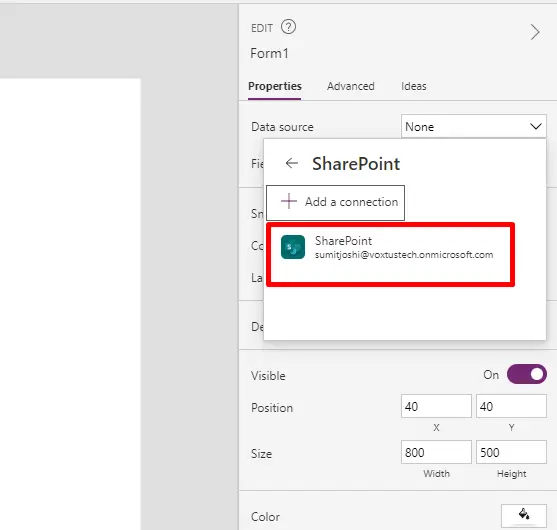 EDIT ?
Form1
Properties Advanced Ideas
Data source None
Fie
SharePoint
Add a connection
Sn
SharePoint
sumitjoshi@voxtustech.onmicrosoft.com
Co
La
De
Visible On
Position 40 40
X Y
Size 800 500
Width Height
Color